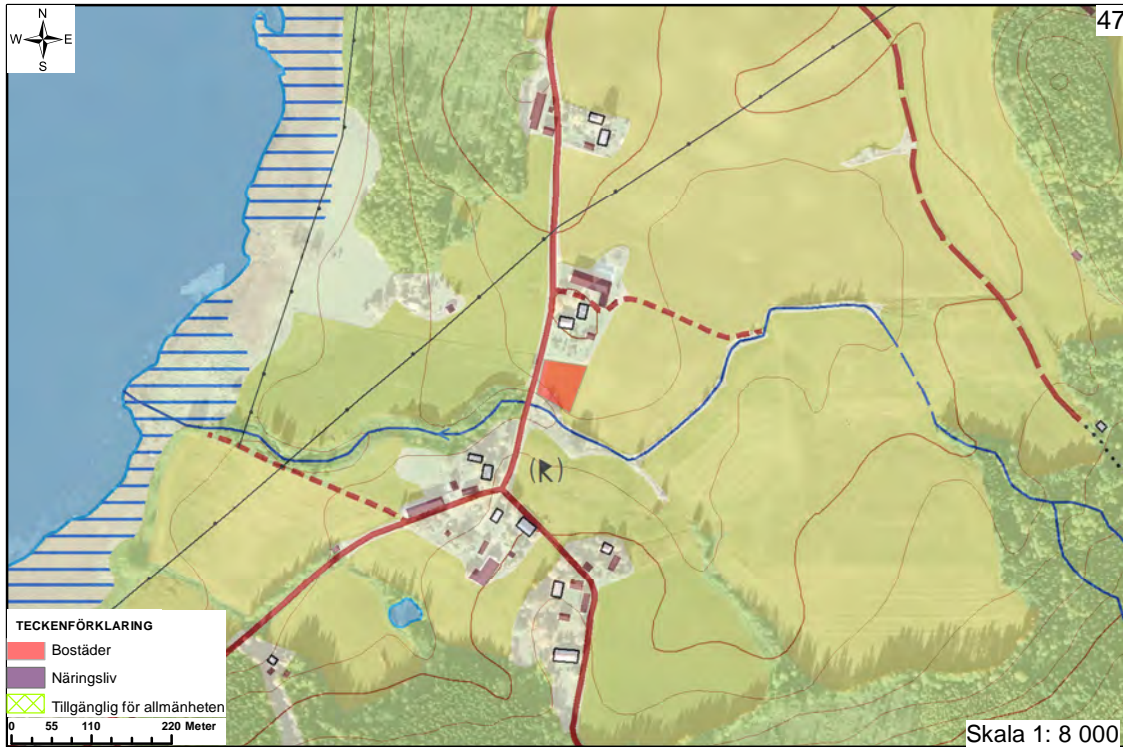 N
W E
S
47
(R)
TECKENFÖRKLARING
Bostäder
Näringsliv
Tillgänglig för allmänheten
0 55 110 220 Meter
Skala 1: 8 000